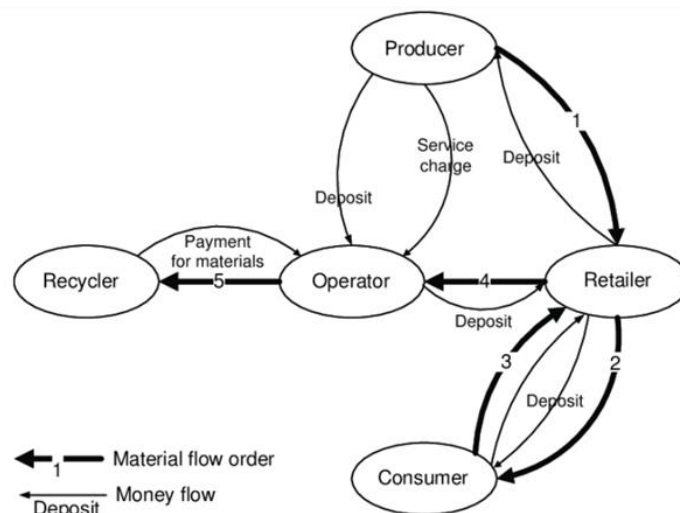 Producer
1
Service
charge
Deposit
Deposit
Payment
for materials
Recycler
5
Operator
4
Retailer
Deposit
3
2
Deposit
Consumer
1
Material flow order
Money flow
Deposit